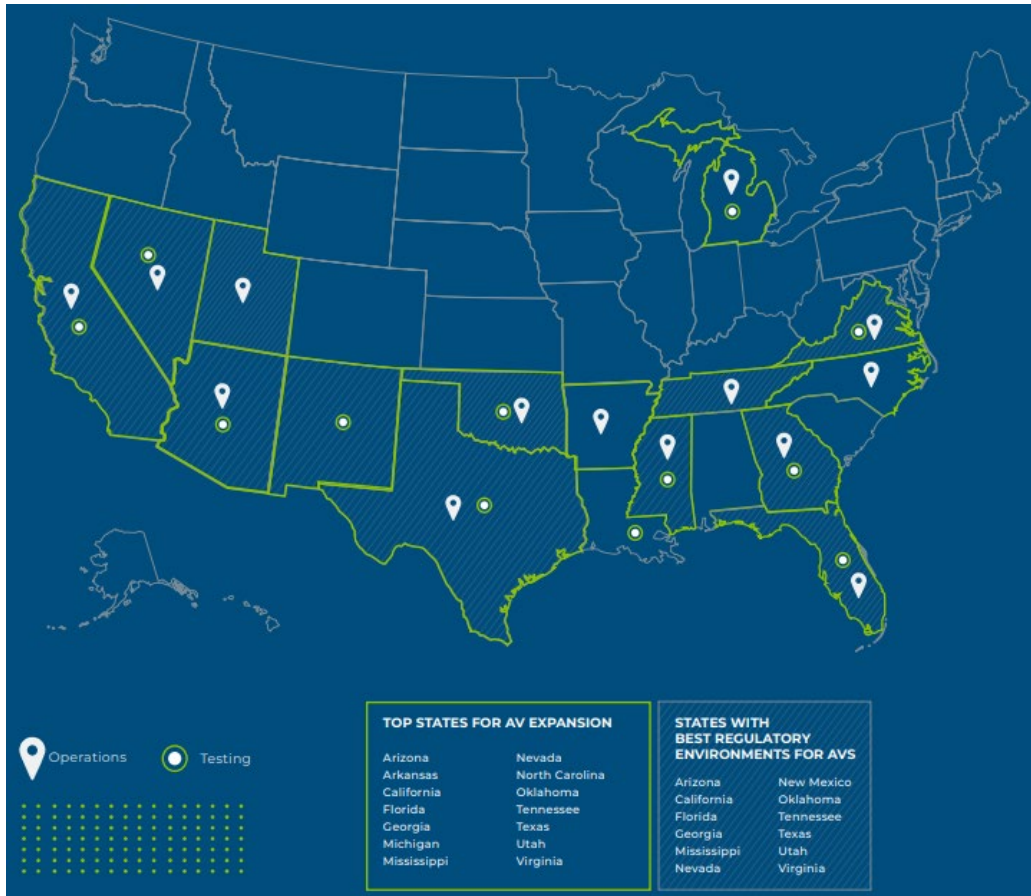 Operations
Testing
TOP STATES FOR AV EXPANSION
Arizona
Arkansas
California
Florida
Georgia
Michigan
Mississippi
Nevada
North Carolina
Oklahoma
Tennessee
Texas
Utah
Virginia
STATES WITH
BEST REGULATORY
ENVIRONMENTS FOR AVS
Arizona
California
Florida
Georgia
Mississippi
Nevada
New Mexico
Oklahoma
Tennessee
Texas
Utah
Virginia